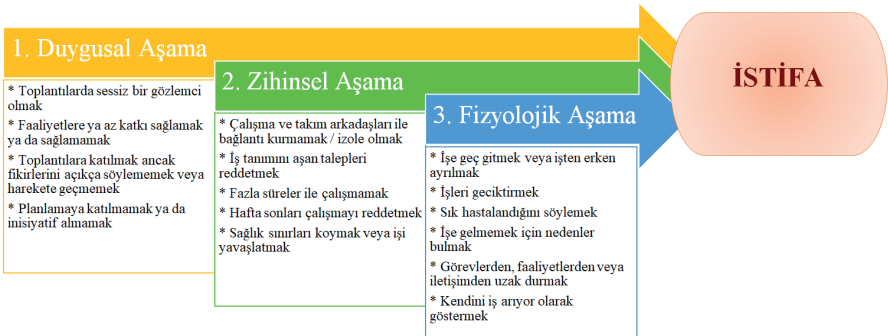 1. Duygusal Aşama
* Toplantılarda sessiz bir gözlemci
olmak
* Faaliyetlere ya az katkı sağlamak
ya da sağlamamak
* Toplantılara katılmak ancak
fikirlerini açıkça söylememek veya
harekete geçmemek
* Planlamaya katılmamak ya da
inisiyatif almamak
2. Zihinsel Aşama
* Çalışma ve takım arkadaşları ile
bağlantı kurmamak / izole olmak
* İş tanımını aşan talepleri
reddetmek
* Fazla süreler ile çalışmamak
* Hafta sonları çalışmayı reddetmek
* Sağlık sınırları koymak veya işi
yavaşlatmak
3. Fizyolojik Aşama
* İşe geç gitmek veya işten erken
ayrılmak
* İşleri geciktirmek
* Sık hastalandığını söylemek
* İşe gelmemek için nedenler
bulmak
* Görevlerden, faaliyetlerden veya
iletişimden uzak durmak
* Kendini iş arıyor olarak
göstermek
İSTİFA